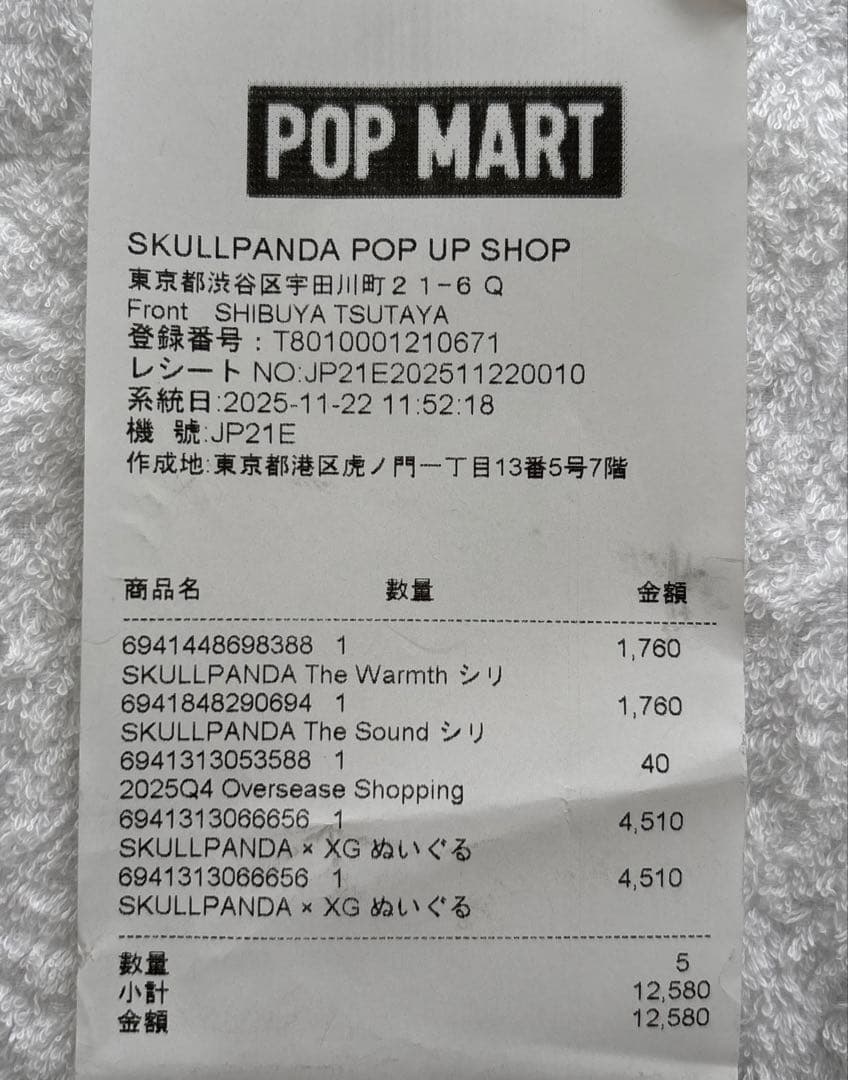 POP MART
SKULLPANDA POP UP SHOP
東京都渋谷区宇田川町２１−６ Ｑ
Front　SHIBUYA TSUTAYA
登録番号：T8010001210671
レシート NO:JP21E202511220010
系統日:2025-11-22 11:52:18
機 號:JP21E
作成地:東京都港区虎ノ門一丁目13番5号7階
商品名 数量 金額
6941448698388 1 1,760
SKULLPANDA The Warmth シリ
6941848290694 1 1,760
SKULLPANDA The Sound シリ
6941313053588 1 40
2025Q4 Oversease Shopping
6941313066656 1 4,510
SKULLPANDA × XG ぬいぐる
6941313066656 1 4,510
SKULLPANDA × XG ぬいぐる
数量 5
小計 12,580
金額 12,580